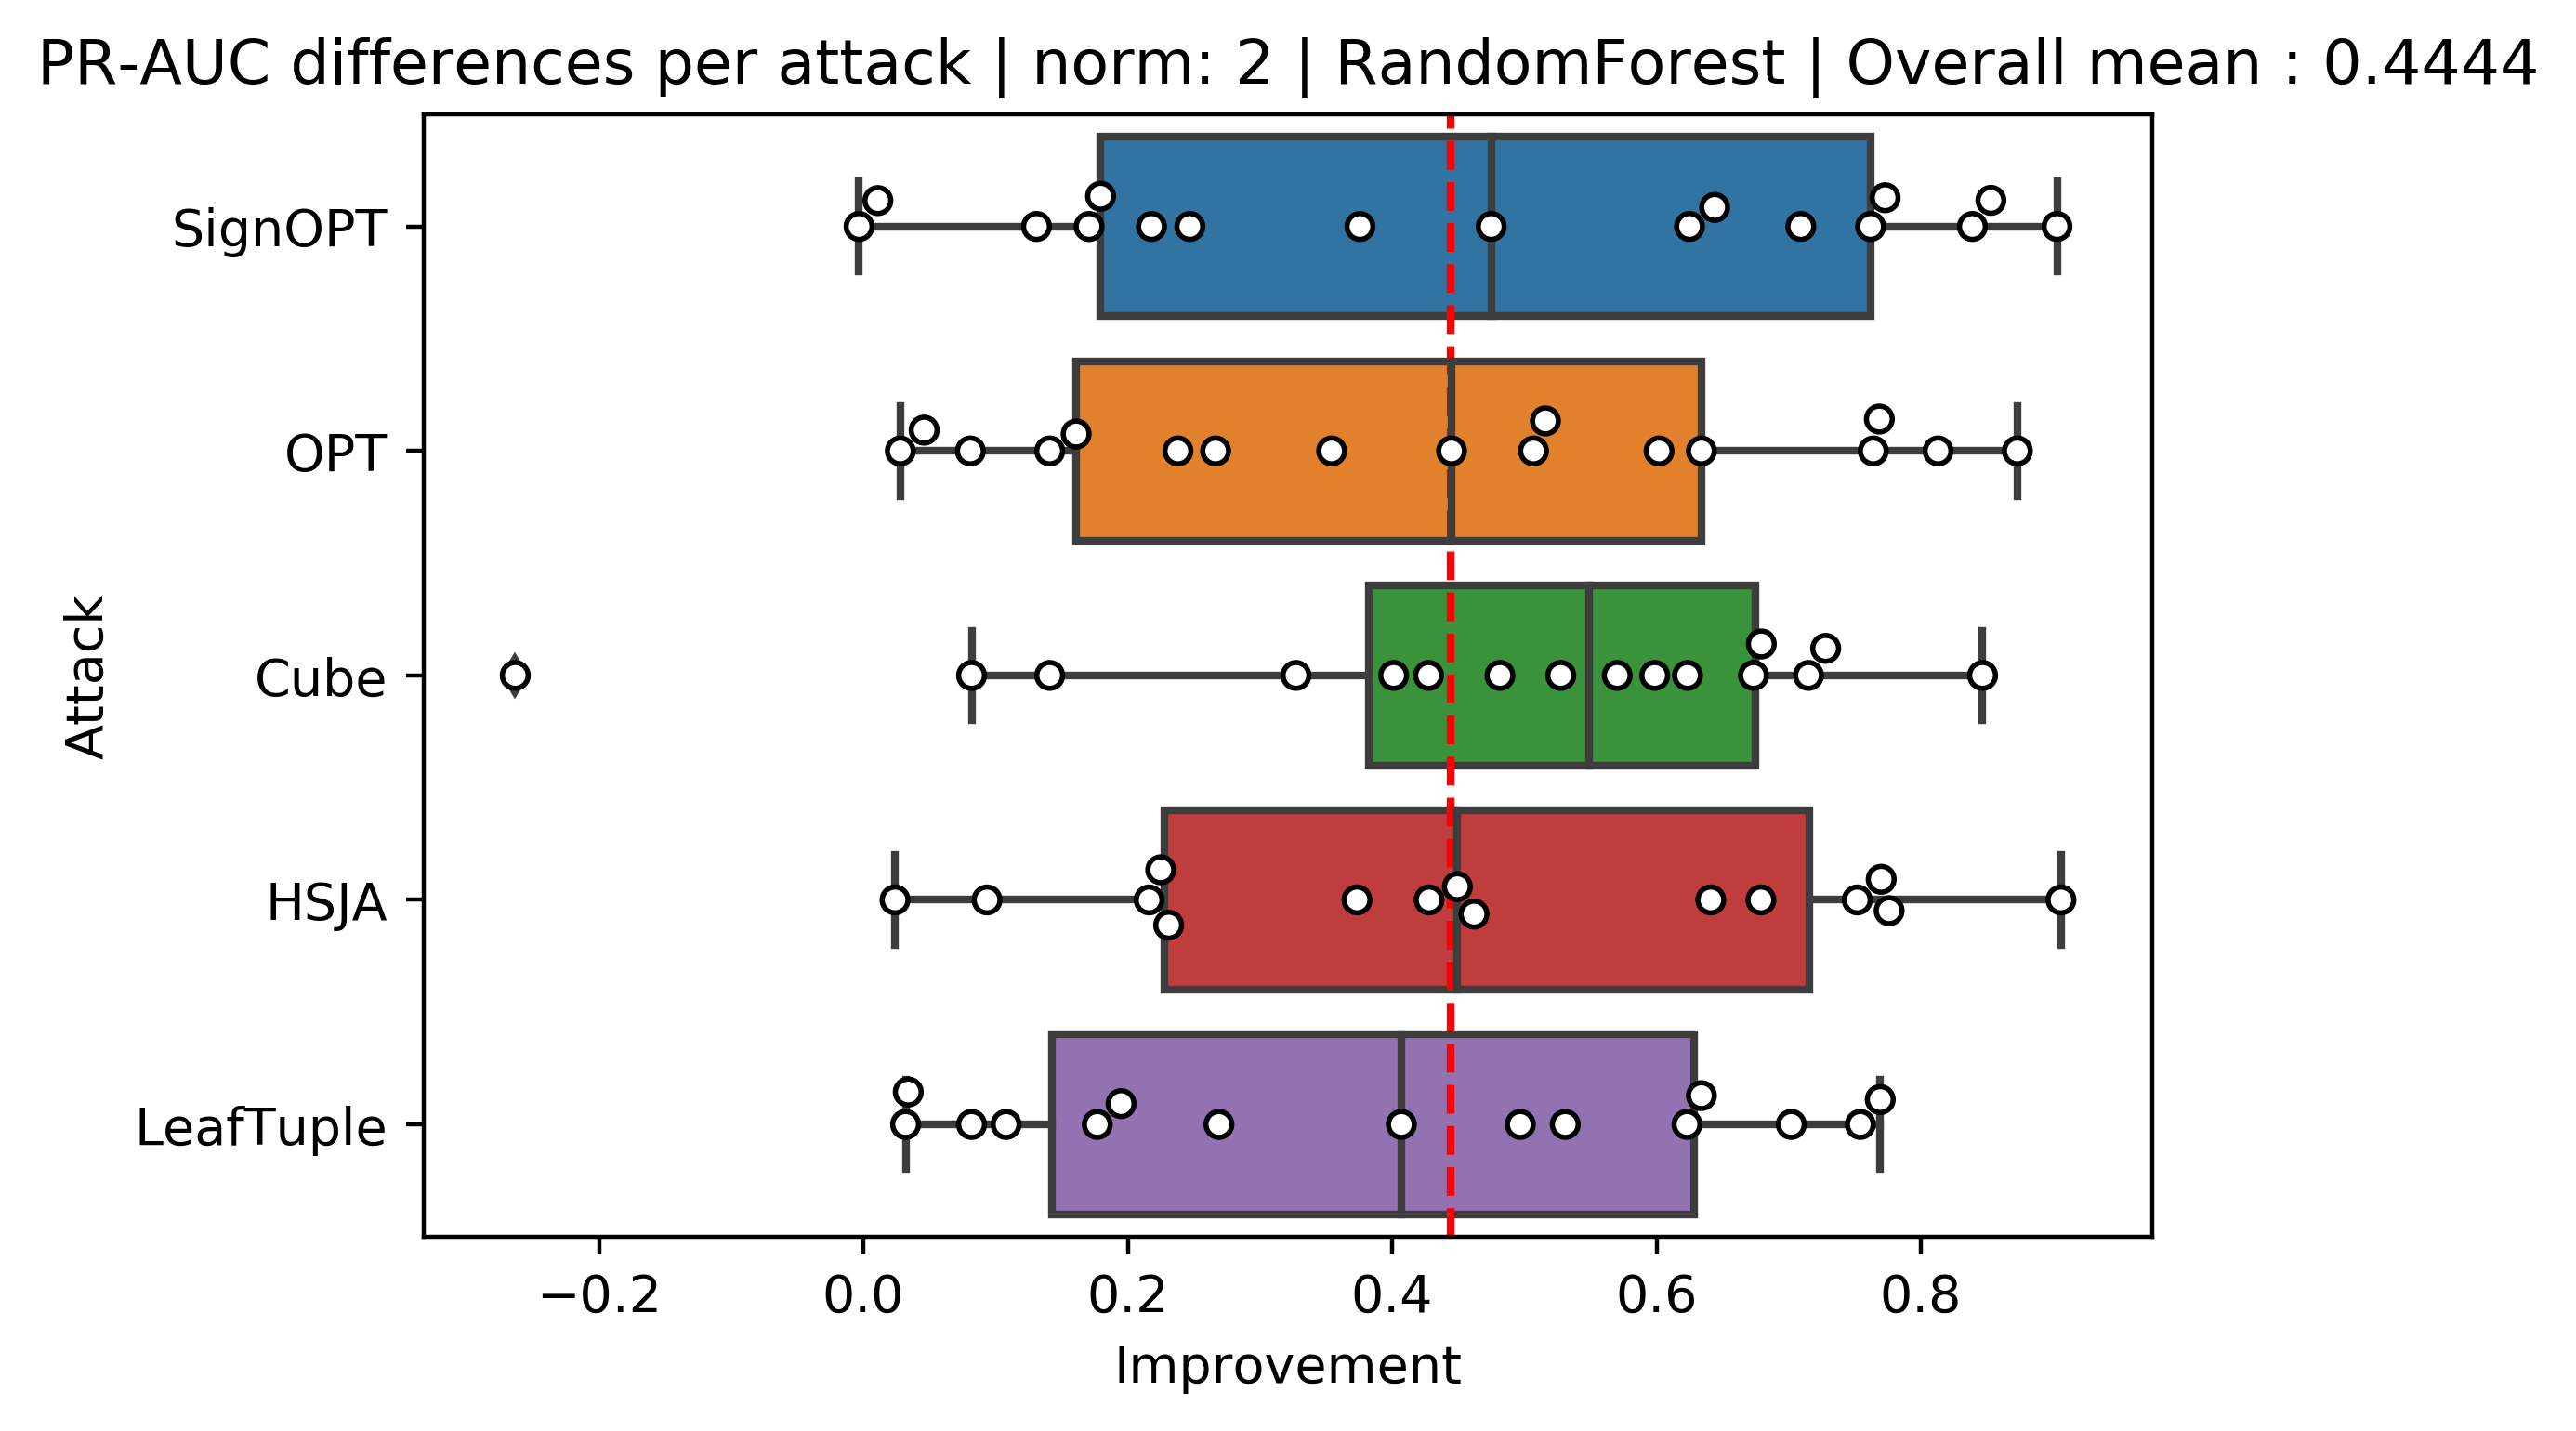 PR-AUC differences per attack | norm: 2 | RandomForest | Overall mean : 0.4444
SignOPT
OPT
Cube
HSJA
LeafTuple
Attack
−0.2 0.0 0.2 0.4 0.6 0.8
Improvement